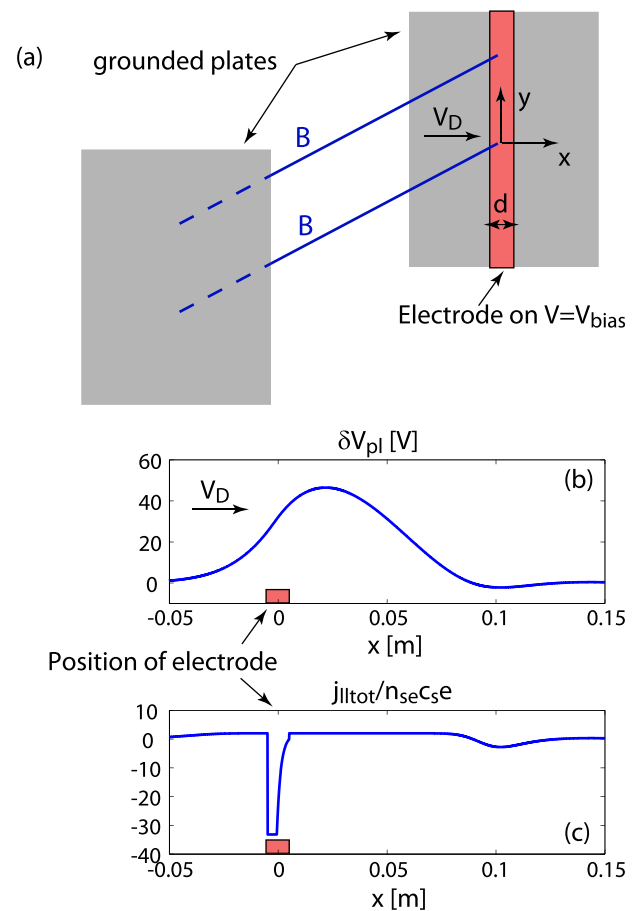 (a)
grounded plates
B
B
V_D
y
x
d
Electrode on V=V_bias
δV_pl [V]
(b)
V_D
60
40
20
0
-0.05
0
0.05
0.1
0.15
x [m]
Position of electrode
j_lltot/n_se c_s e
10
0
-10
-20
-30
-40
(c)
-0.05
0
0.05
0.1
0.15
x [m]